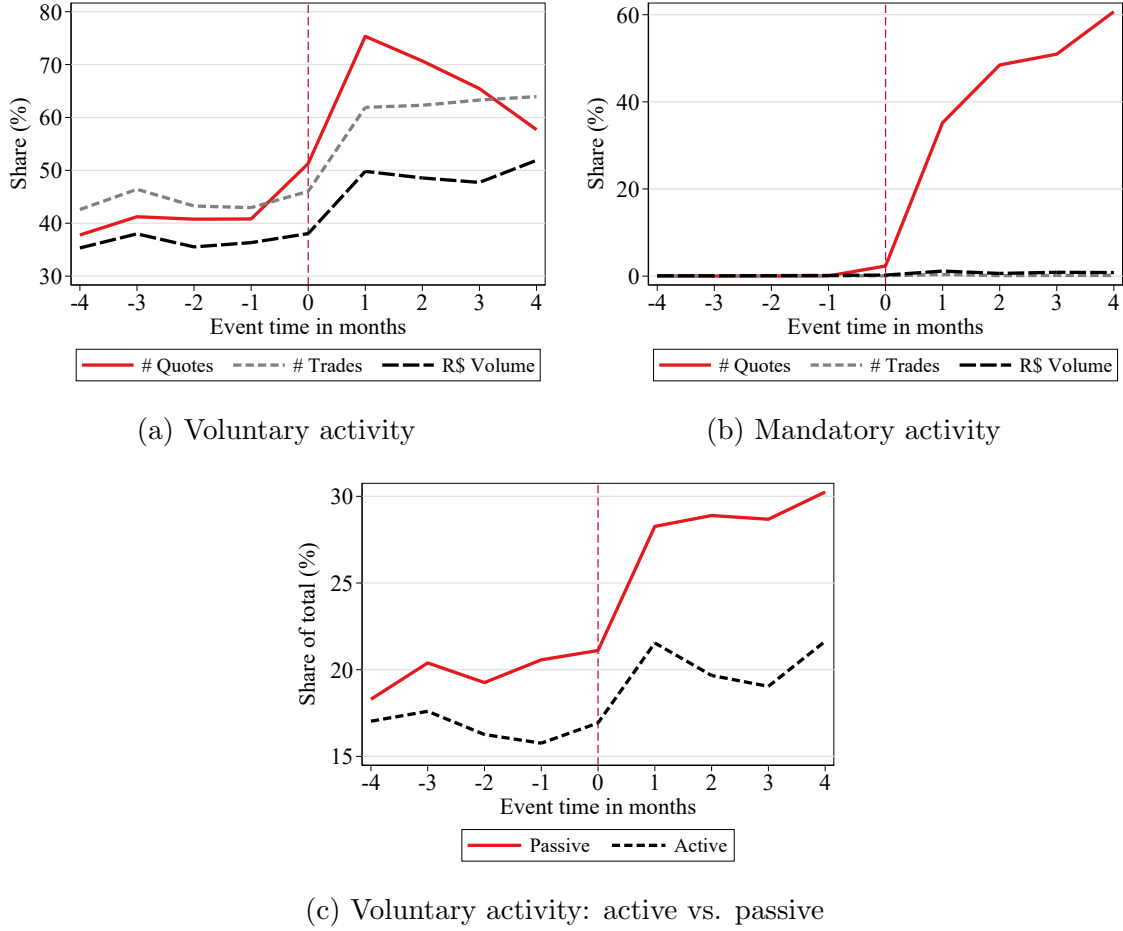 80
70
60
50
40
30
Share (%)
-4 -3 -2 -1 0 1 2 3 4
Event time in months
# Quotes # Trades R$ Volume
(a) Voluntary activity
60
40
20
0
Share (%)
-4 -3 -2 -1 0 1 2 3 4
Event time in months
# Quotes # Trades R$ Volume
(b) Mandatory activity
30
25
20
15
Share of total (%)
-4 -3 -2 -1 0 1 2 3 4
Event time in months
Passive Active
(c) Voluntary activity: active vs. passive